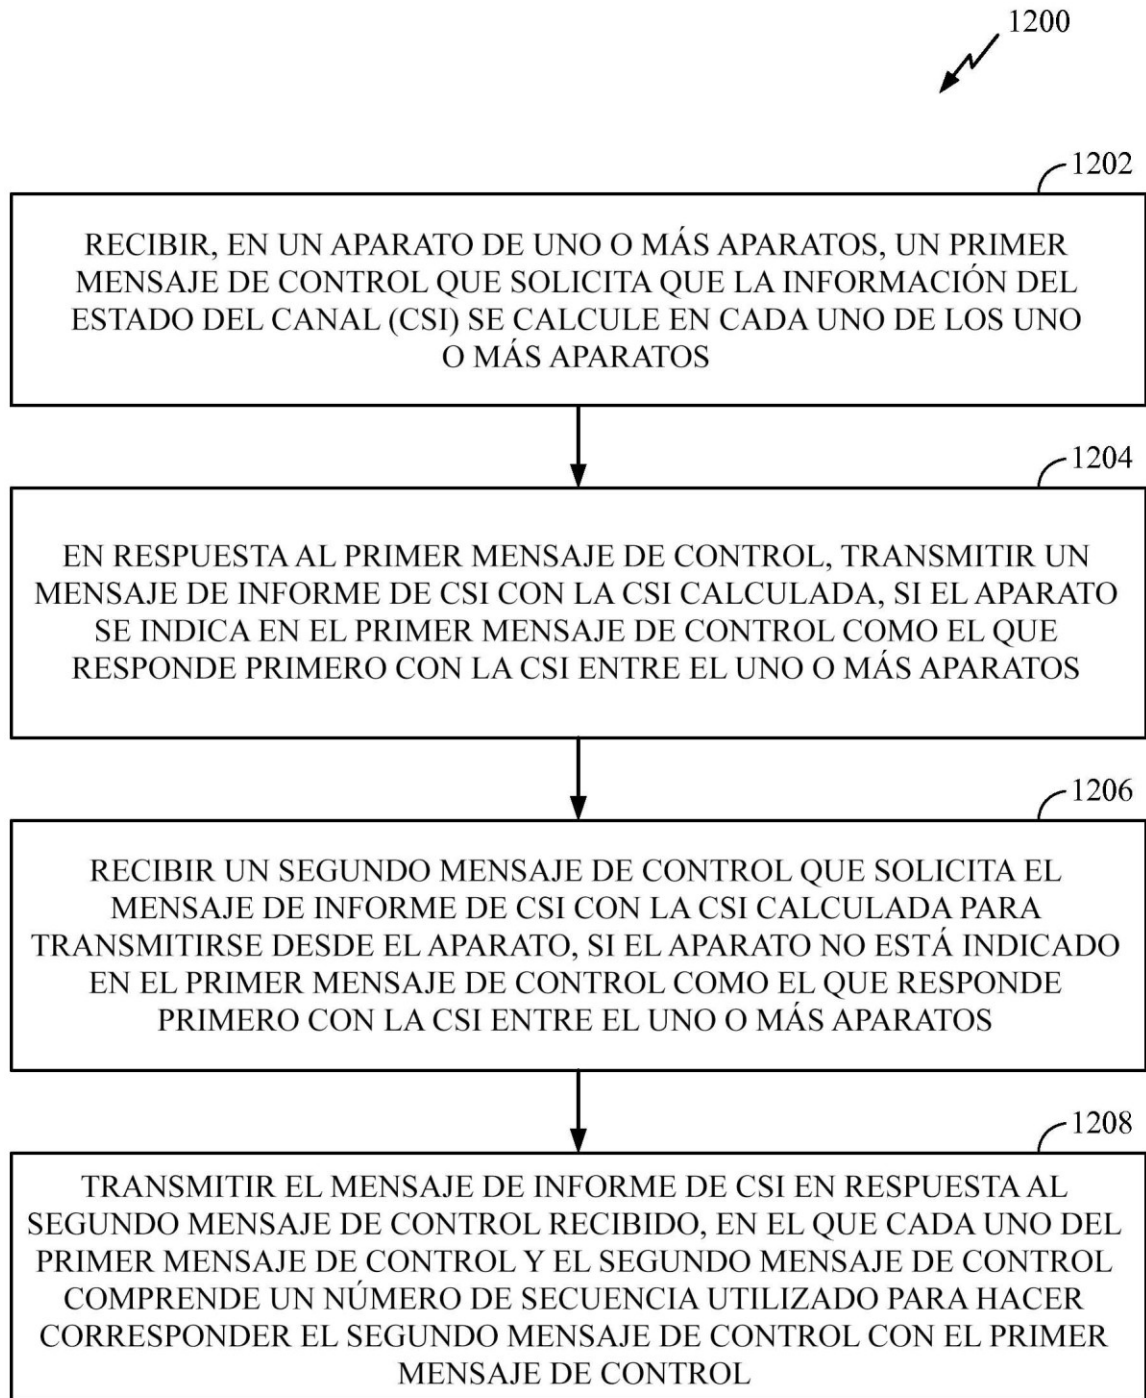 1200
1202
RECIBIR, EN UN APARATO DE UNO O MÁS APARATOS, UN PRIMER
MENSAJE DE CONTROL QUE SOLICITA QUE LA INFORMACIÓN DEL
ESTADO DEL CANAL (CSI) SE CALCULE EN CADA UNO DE LOS UNO
O MÁS APARATOS
1204
EN RESPUESTA AL PRIMER MENSAJE DE CONTROL, TRANSMITIR UN
MENSAJE DE INFORME DE CSI CON LA CSI CALCULADA, SI EL APARATO
SE INDICA EN EL PRIMER MENSAJE DE CONTROL COMO EL QUE
RESPONDE PRIMERO CON LA CSI ENTRE EL UNO O MÁS APARATOS
1206
RECIBIR UN SEGUNDO MENSAJE DE CONTROL QUE SOLICITA EL
MENSAJE DE INFORME DE CSI CON LA CSI CALCULADA PARA
TRANSMITIRSE DESDE EL APARATO, SI EL APARATO NO ESTÁ INDICADO
EN EL PRIMER MENSAJE DE CONTROL COMO EL QUE RESPONDE
PRIMERO CON LA CSI ENTRE EL UNO O MÁS APARATOS
1208
TRANSMITIR EL MENSAJE DE INFORME DE CSI EN RESPUESTA AL
SEGUNDO MENSAJE DE CONTROL RECIBIDO, EN EL QUE CADA UNO DEL
PRIMER MENSAJE DE CONTROL Y EL SEGUNDO MENSAJE DE CONTROL
COMPRENDE UN NÚMERO DE SECUENCIA UTILIZADO PARA HACER
CORRESPONDER EL SEGUNDO MENSAJE DE CONTROL CON EL PRIMER
MENSAJE DE CONTROL